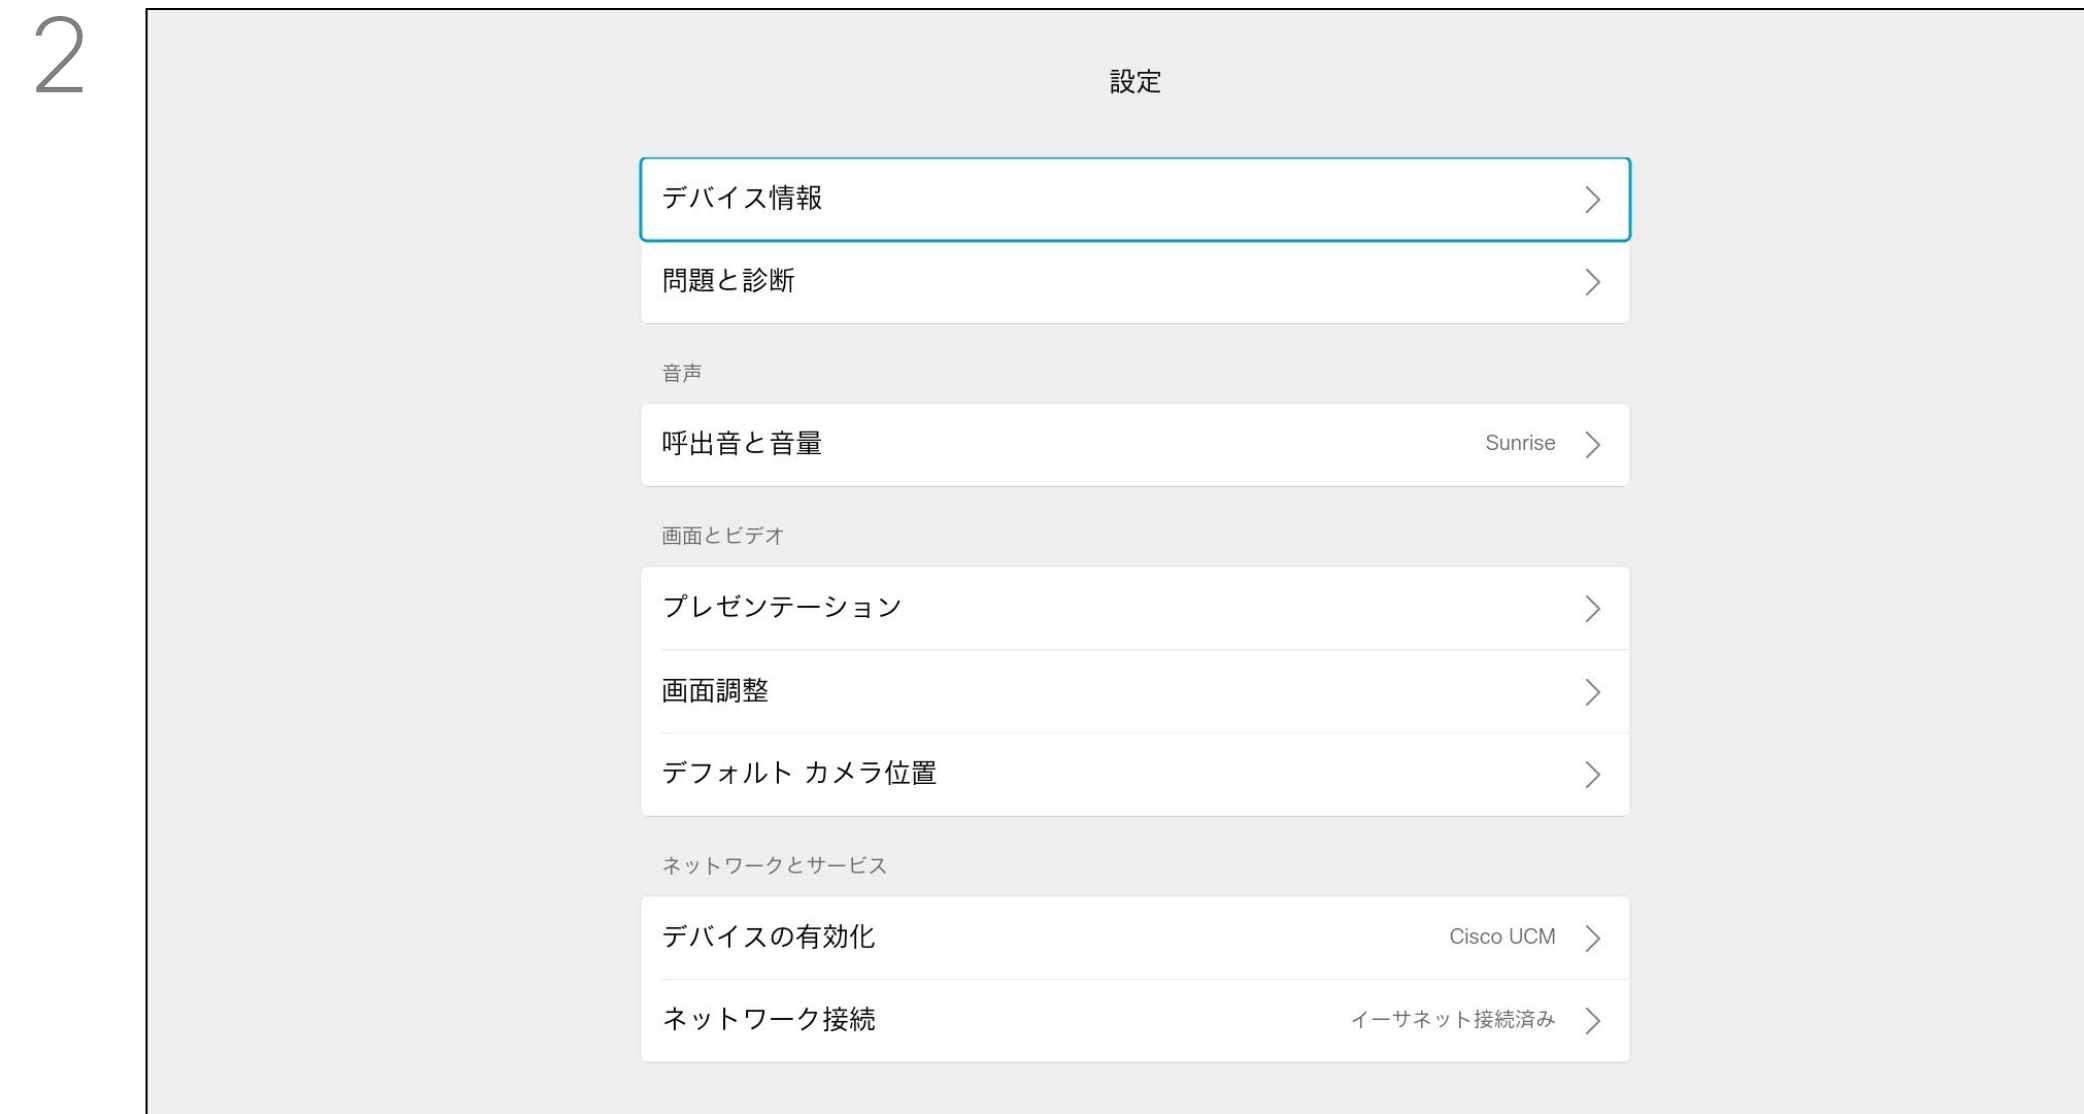 2
設定
デバイス情報
問題と診断
音声
呼出音と音量 Sunrise
画面とビデオ
プレゼンテーション
画面調整
デフォルト カメラ位置
ネットワークとサービス
デバイスの有効化 Cisco UCM
ネットワーク接続 イーサネット接続済み